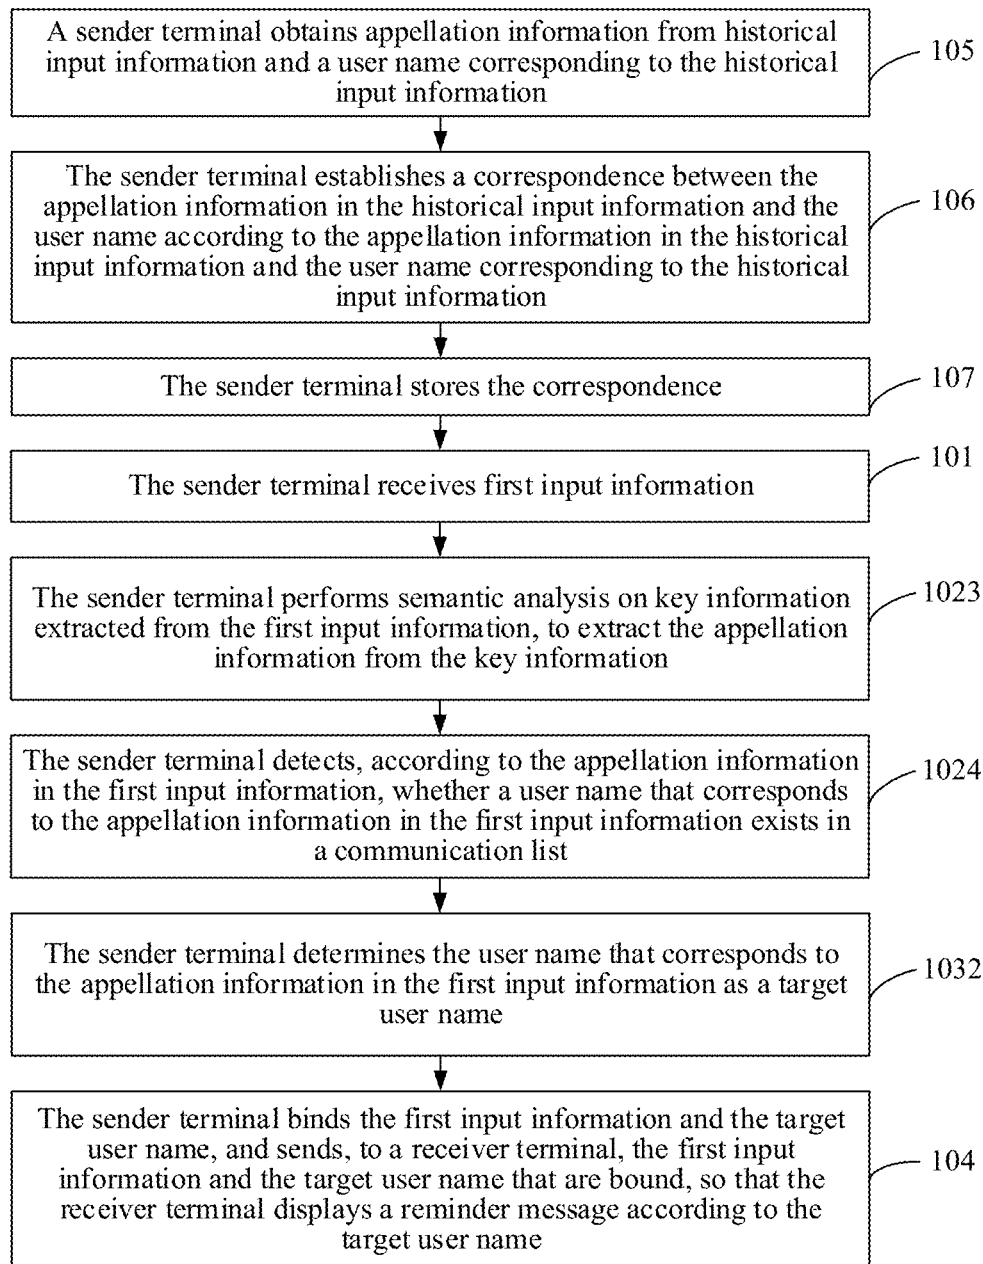 A sender terminal obtains appellation information from historical
input information and a user name corresponding to the historical
input information
105
The sender terminal establishes a correspondence between the
appellation information in the historical input information and the
user name according to the appellation information in the historical
input information and the user name corresponding to the historical
input information
106
The sender terminal stores the correspondence
107
The sender terminal receives first input information
101
The sender terminal performs semantic analysis on key information
extracted from the first input information, to extract the appellation
information from the key information
1023
The sender terminal detects, according to the appellation information
in the first input information, whether a user name that corresponds
to the appellation information in the first input information exists in
a communication list
1024
The sender terminal determines the user name that corresponds to
the appellation information in the first input information as a target
user name
1032
The sender terminal binds the first input information and the target
user name, and sends, to a receiver terminal, the first input
information and the target user name that are bound, so that the
receiver terminal displays a reminder message according to the
target user name
104